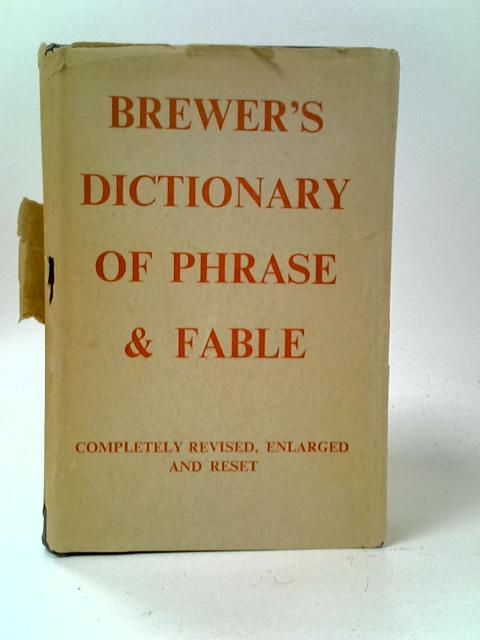 BREWER'S
DICTIONARY
OF PHRASE
& FABLE
COMPLETELY REVISED, ENLARGED
AND RESET